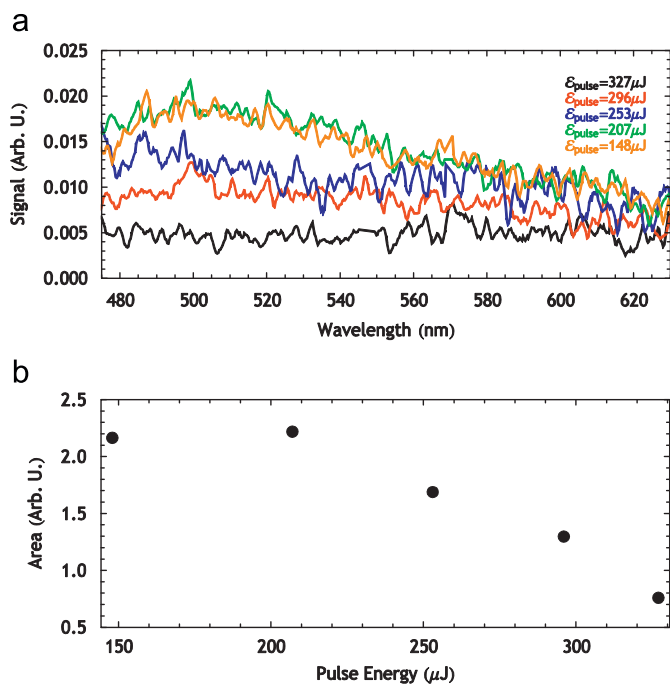 a
0.025
0.020
0.015
0.010
0.005
0.000
Signal (Arb. U.)
ℰpulse=327μJ
ℰpulse=296μJ
ℰpulse=253μJ
ℰpulse=207μJ
ℰpulse=148μJ
480 500 520 540 560 580 600 620
Wavelength (nm)
b
2.5
2.0
1.5
1.0
0.5
Area (Arb. U.)
150 200 250 300
Pulse Energy (μJ)